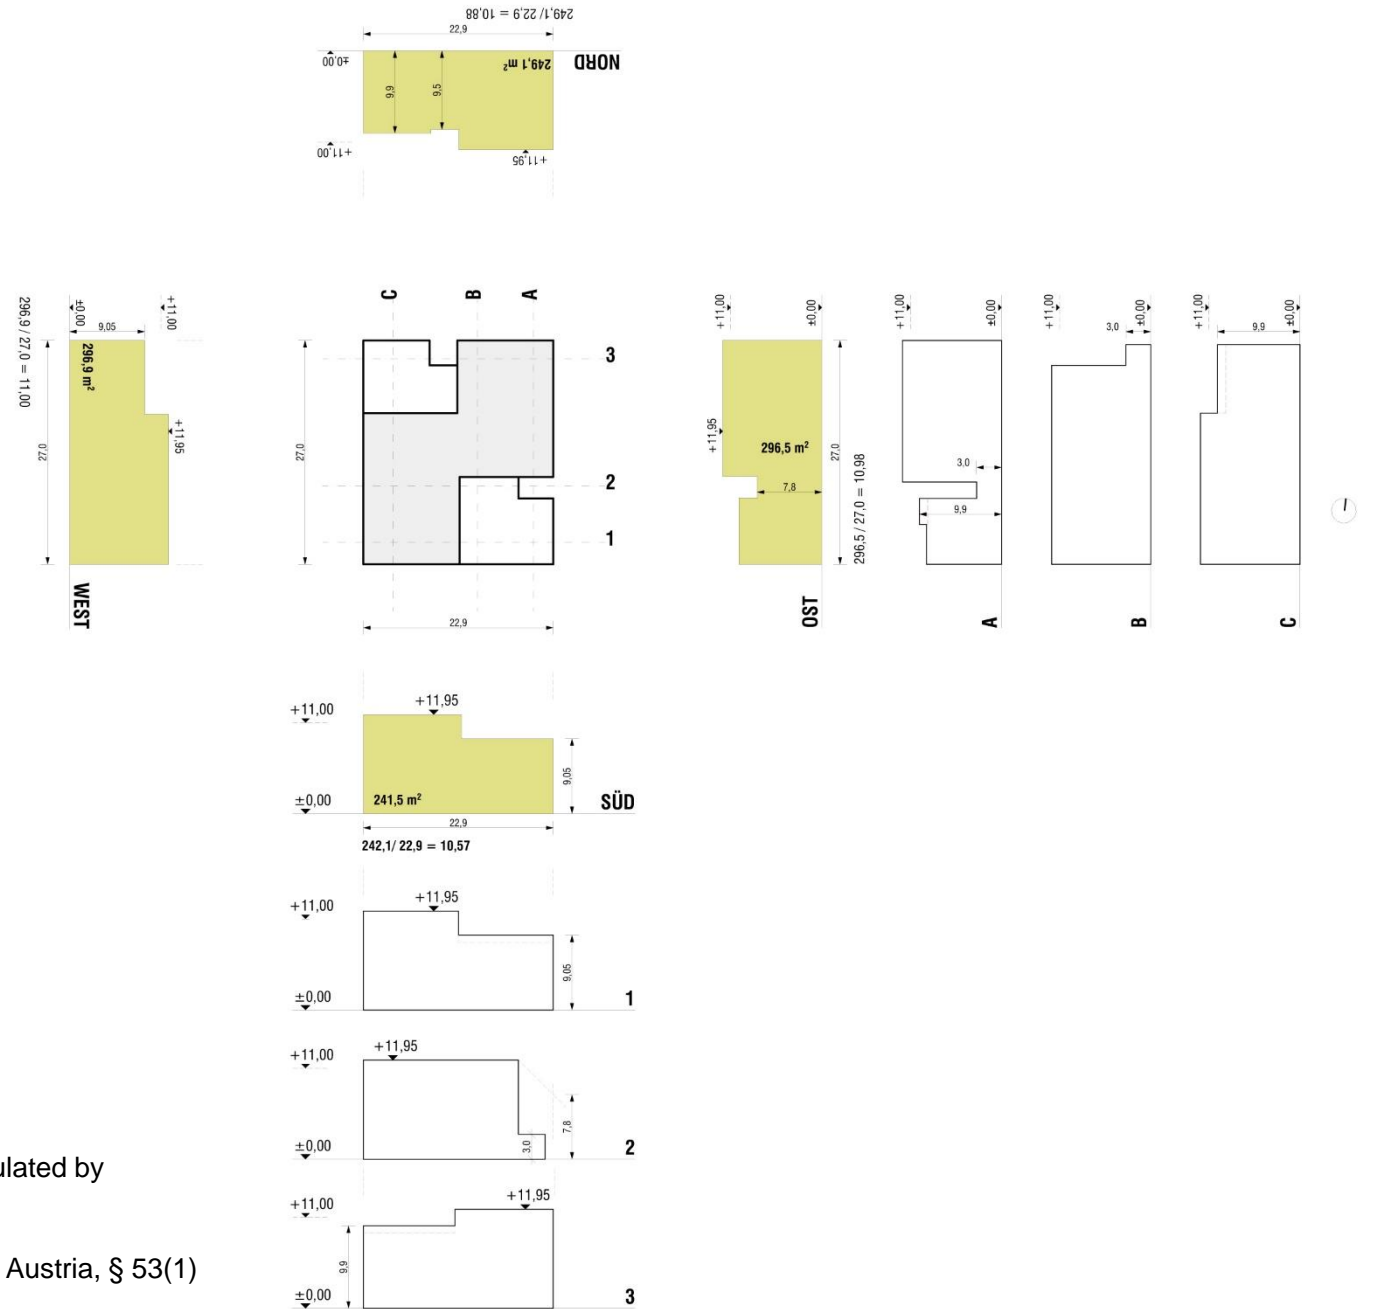 249,1/ 22,9 = 10,88
22,9
±0,00
249,1 m²
NORD
9,9
9,5
+11,00
+11,95
296,9 / 27,0 = 11,00
±0,00
+11,00
9,05
296,9 m²
+11,95
27,0
WEST
C
B
A
3
2
1
27,0
22,9
+11,00
±0,00
+11,95
296,5 m²
7,8
27,0
296,5 / 27,0 = 10,98
OST
+11,00
±0,00
3,0
9,9
A
+11,00
3,0
±0,00
B
+11,00
9,9
±0,00
C
+11,00
+11,95
9,05
±0,00
241,5 m²
SÜD
22,9
242,1/ 22,9 = 10,57
+11,00
+11,95
9,05
±0,00
1
+11,00
+11,95
7,8
±0,00
3,0
2
ulated by
+11,00
+11,95
9,9
Austria, § 53(1)
±0,00
3